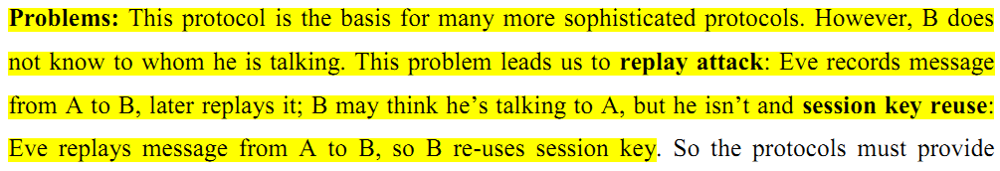 Problems: This protocol is the basis for many more sophisticated protocols. However, B does
not know to whom he is talking. This problem leads us to replay attack: Eve records message
from A to B, later replays it; B may think he’s talking to A, but he isn’t and session key reuse:
Eve replays message from A to B, so B re-uses session key. So the protocols must provide